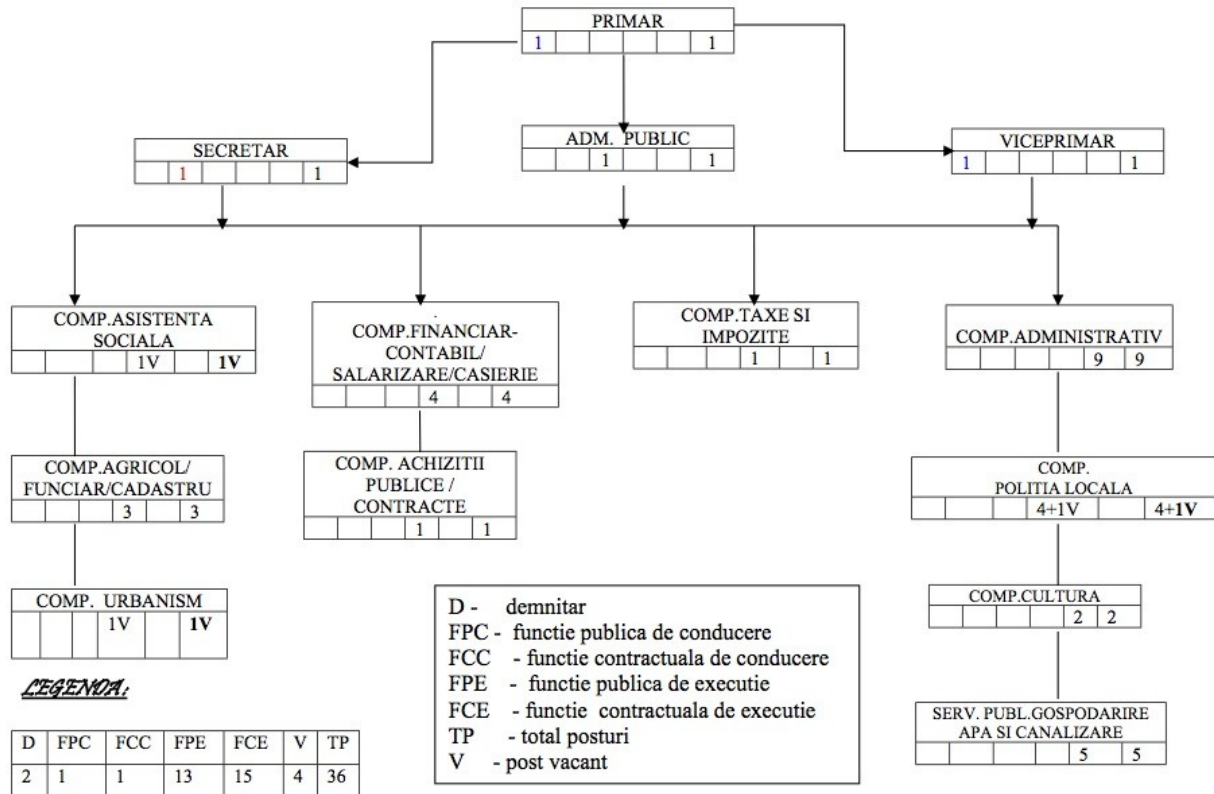 PRIMAR
1 1
SECRETAR
1 1
ADM. PUBLIC
1 1
VICEPRIMAR
1 1
COMP.ASISTENTA
SOCIALA
1V 1V
COMP.FINANCIAR-
CONTABIL/
SALARIZARE/CASIERIE
4 4
COMP.TAXE SI
IMPOZITE
1 1
COMP.ADMINISTRATIV
9 9
COMP.AGRICOL/
FUNCIAR/CADASTRU
3 3
COMP. ACHIZITII
PUBLICE /
CONTRACTE
1 1
COMP.
POLITIA LOCALA
4+1V 4+1V
COMP. URBANISM
1V 1V
COMP.CULTURA
2 2
SERV. PUBL.GOSPODARIRE
APA SI CANALIZARE
5 5
D - demnitar
FPC - functie publica de conducere
FCC - functie contractuala de conducere
FPE - functie publica de executie
FCE - functie contractuala de executie
TP - total posturi
V - post vacant
LEGENDA:
D FPC FCC FPE FCE V TP
2 1 1 13 15 4 36